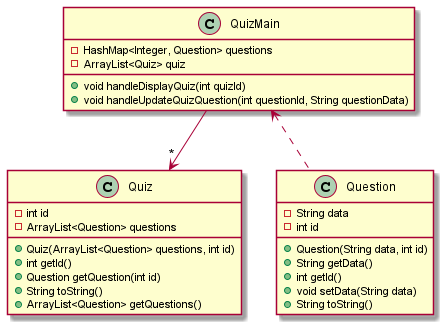 C QuizMain
HashMap<Integer, Question> questions
ArrayList<Quiz> quiz
void handleDisplayQuiz(int quizId)
void handleUpdateQuizQuestion(int questionId, String questionData)
*
C Quiz
int id
ArrayList<Question> questions
Quiz(ArrayList<Question> questions, int id)
int getId()
Question getQuestion(int id)
String toString()
ArrayList<Question> getQuestions()
C Question
String data
int id
Question(String data, int id)
String getData()
int getId()
void setData(String data)
String toString()